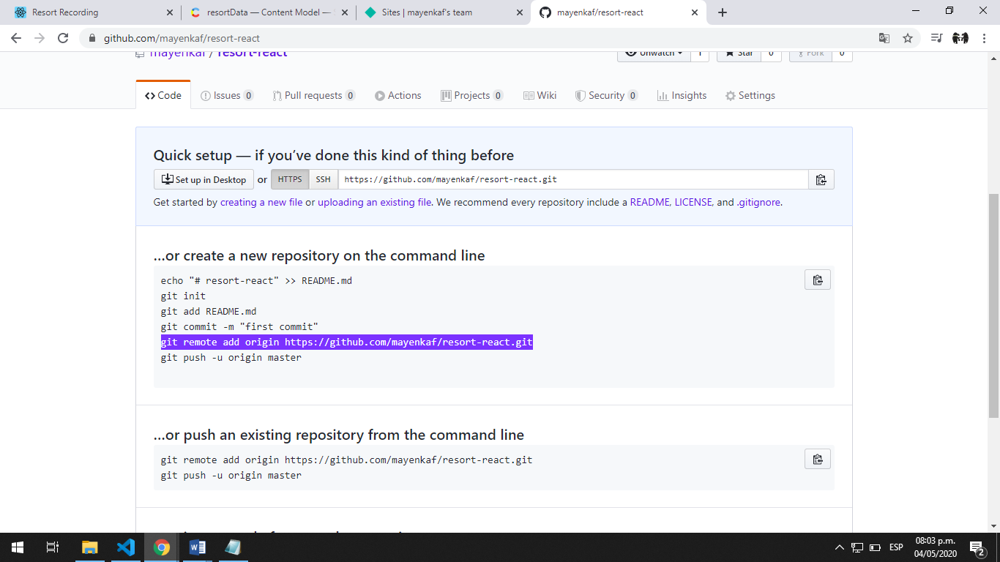 Resort Recording
resortData — Content Model —
Sites | mayenkaf's team
mayenkaf/resort-react
github.com/mayenkaf/resort-react
mayenkaf / resort-react
Unwatch 1
Star 0
Fork 0
Code
Issues 0
Pull requests 0
Actions
Projects 0
Wiki
Security 0
Insights
Settings
Quick setup — if you’ve done this kind of thing before
Set up in Desktop or HTTPS SSH https://github.com/mayenkaf/resort-react.git
Get started by creating a new file or uploading an existing file. We recommend every repository include a README, LICENSE, and .gitignore.
…or create a new repository on the command line
echo "# resort-react" >> README.md
git init
git add README.md
git commit -m "first commit"
git remote add origin https://github.com/mayenkaf/resort-react.git
git push -u origin master
…or push an existing repository from the command line
git remote add origin https://github.com/mayenkaf/resort-react.git
git push -u origin master
ESP
08:03 p.m.
04/05/2020
2